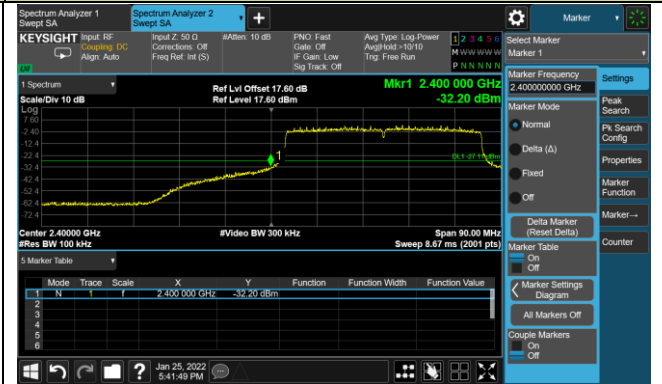 Spectrum Analyzer 1
Swept SA
Spectrum Analyzer 2
Swept SA
+
Marker
KEYSIGHT
Input: RF
Coupling: DC
Align: Auto
Input Z: 50 Ω
Corrections: Off
Freq Ref: Int (S)
#Atten: 10 dB
PNO: Fast
Gate: Off
IF Gain: Low
Sig Track: Off
Avg Type: Log-Power
Avg|Hold:>10/10
Trig: Free Run
1 2 3 4 5 6
M W W W W W
P N N N N N
LXI
Select Marker
Marker 1
1 Spectrum
Scale/Div 10 dB
Log
Ref Lvl Offset 17.60 dB
Ref Level 17.60 dBm
Mkr1 2.400 000 GHz
-32.20 dBm
7.60
-2.40
-12.4
-22.4
-32.4
-42.4
-52.4
-62.4
-72.4
1
Center 2.40000 GHz
#Res BW 100 kHz
#Video BW 300 kHz
Span 90.00 MHz
Sweep 8.67 ms (2001 pts)
5 Marker Table
Mode Trace Scale X Y Function Function Width Function Value
1 N 1 f 2.400 000 GHz -32.20 dBm
2
3
4
5
6
Marker Frequency
2.400000000 GHz
Marker Mode
Normal
Delta (Δ)
Fixed
Off
Delta Marker
(Reset Delta)
Marker Table
On
Off
Marker Settings
Diagram
All Markers Off
Couple Markers
On
Off
Settings
Peak
Search
Pk Search
Config
Properties
Marker
Function
Marker→
Counter
?
Jan 25, 2022
5:41:49 PM